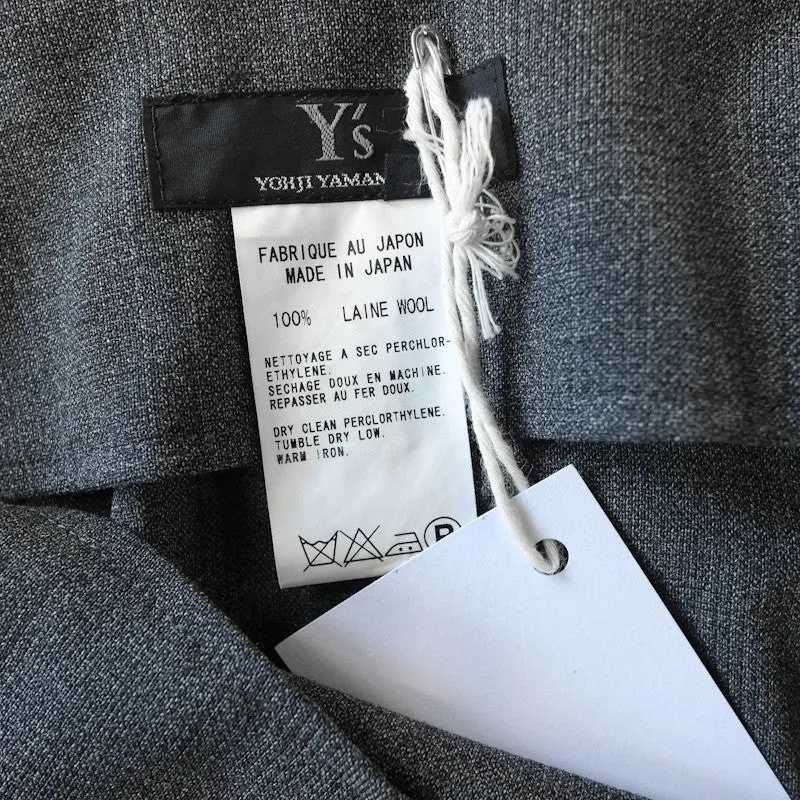 Y's
YOHJI YAMAN
FABRIQUE AU JAPON
MADE IN JAPAN
100% LAINE WOOL
NETTOYAGE A SEC PERCHLOR-
ETHYLENE.
SECHAGE DOUX EN MACHINE.
REPASSER AU FER DOUX.
DRY CLEAN PERCLORTHYLENE.
TUMBLE DRY LOW.
WARM IRON.
P